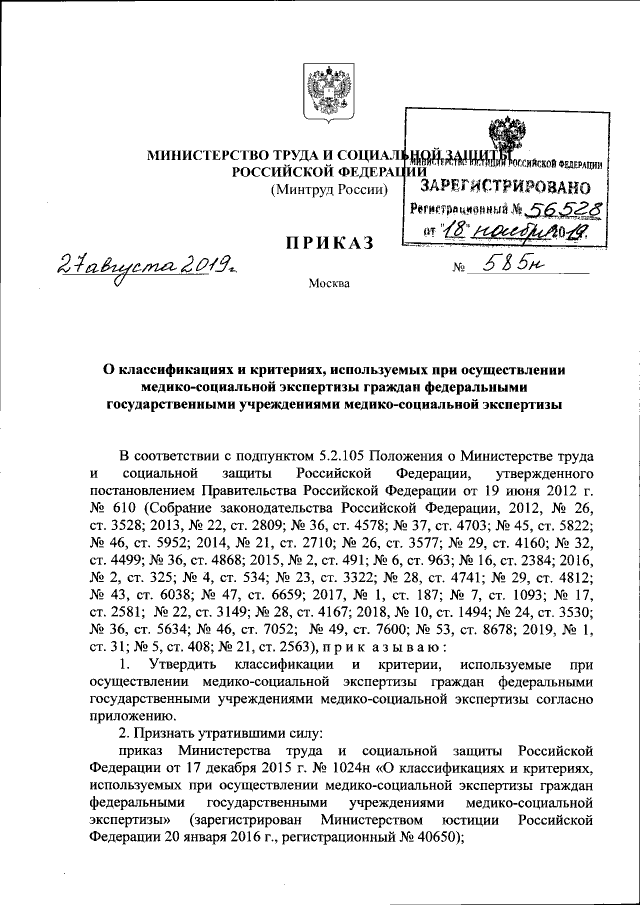 МИНИСТЕРСТВО ТРУДА И СОЦИАЛЬНОЙ ЗАЩИТЫ
РОССИЙСКОЙ ФЕДЕРАЦИИ
(Минтруд России)
МИНИСТЕРСТВО ЮСТИЦИИ РОССИЙСКОЙ ФЕДЕРАЦИИ
ЗАРЕГИСТРИРОВАНО
Регистрационный № 56528
от "18" ноября 2019.
ПРИКАЗ
27 августа 2019г.
№ 585н
Москва
О классификациях и критериях, используемых при осуществлении
медико-социальной экспертизы граждан федеральными
государственными учреждениями медико-социальной экспертизы
В соответствии с подпунктом 5.2.105 Положения о Министерстве труда
и социальной защиты Российской Федерации, утвержденного
постановлением Правительства Российской Федерации от 19 июня 2012 г.
№ 610 (Собрание законодательства Российской Федерации, 2012, № 26,
ст. 3528; 2013, № 22, ст. 2809; № 36, ст. 4578; № 37, ст. 4703; № 45, ст. 5822;
№ 46, ст. 5952; 2014, № 21, ст. 2710; № 26, ст. 3577; № 29, ст. 4160; № 32,
ст. 4499; № 36, ст. 4868; 2015, № 2, ст. 491; № 6, ст. 963; № 16, ст. 2384; 2016,
№ 2, ст. 325; № 4, ст. 534; № 23, ст. 3322; № 28, ст. 4741; № 29, ст. 4812;
№ 43, ст. 6038; № 47, ст. 6659; 2017, № 1, ст. 187; № 7, ст. 1093; № 17,
ст. 2581; № 22, ст. 3149; № 28, ст. 4167; 2018, № 10, ст. 1494; № 24, ст. 3530;
№ 36, ст. 5634; № 46, ст. 7052; № 49, ст. 7600; № 53, ст. 8678; 2019, № 1,
ст. 31; № 5, ст. 408; № 21, ст. 2563), п р и к а з ы в а ю :
1. Утвердить классификации и критерии, используемые при
осуществлении медико-социальной экспертизы граждан федеральными
государственными учреждениями медико-социальной экспертизы согласно
приложению.
2. Признать утратившими силу:
приказ Министерства труда и социальной защиты Российской
Федерации от 17 декабря 2015 г. № 1024н «О классификациях и критериях,
используемых при осуществлении медико-социальной экспертизы граждан
федеральными государственными учреждениями медико-социальной
экспертизы» (зарегистрирован Министерством юстиции Российской
Федерации 20 января 2016 г., регистрационный № 40650);